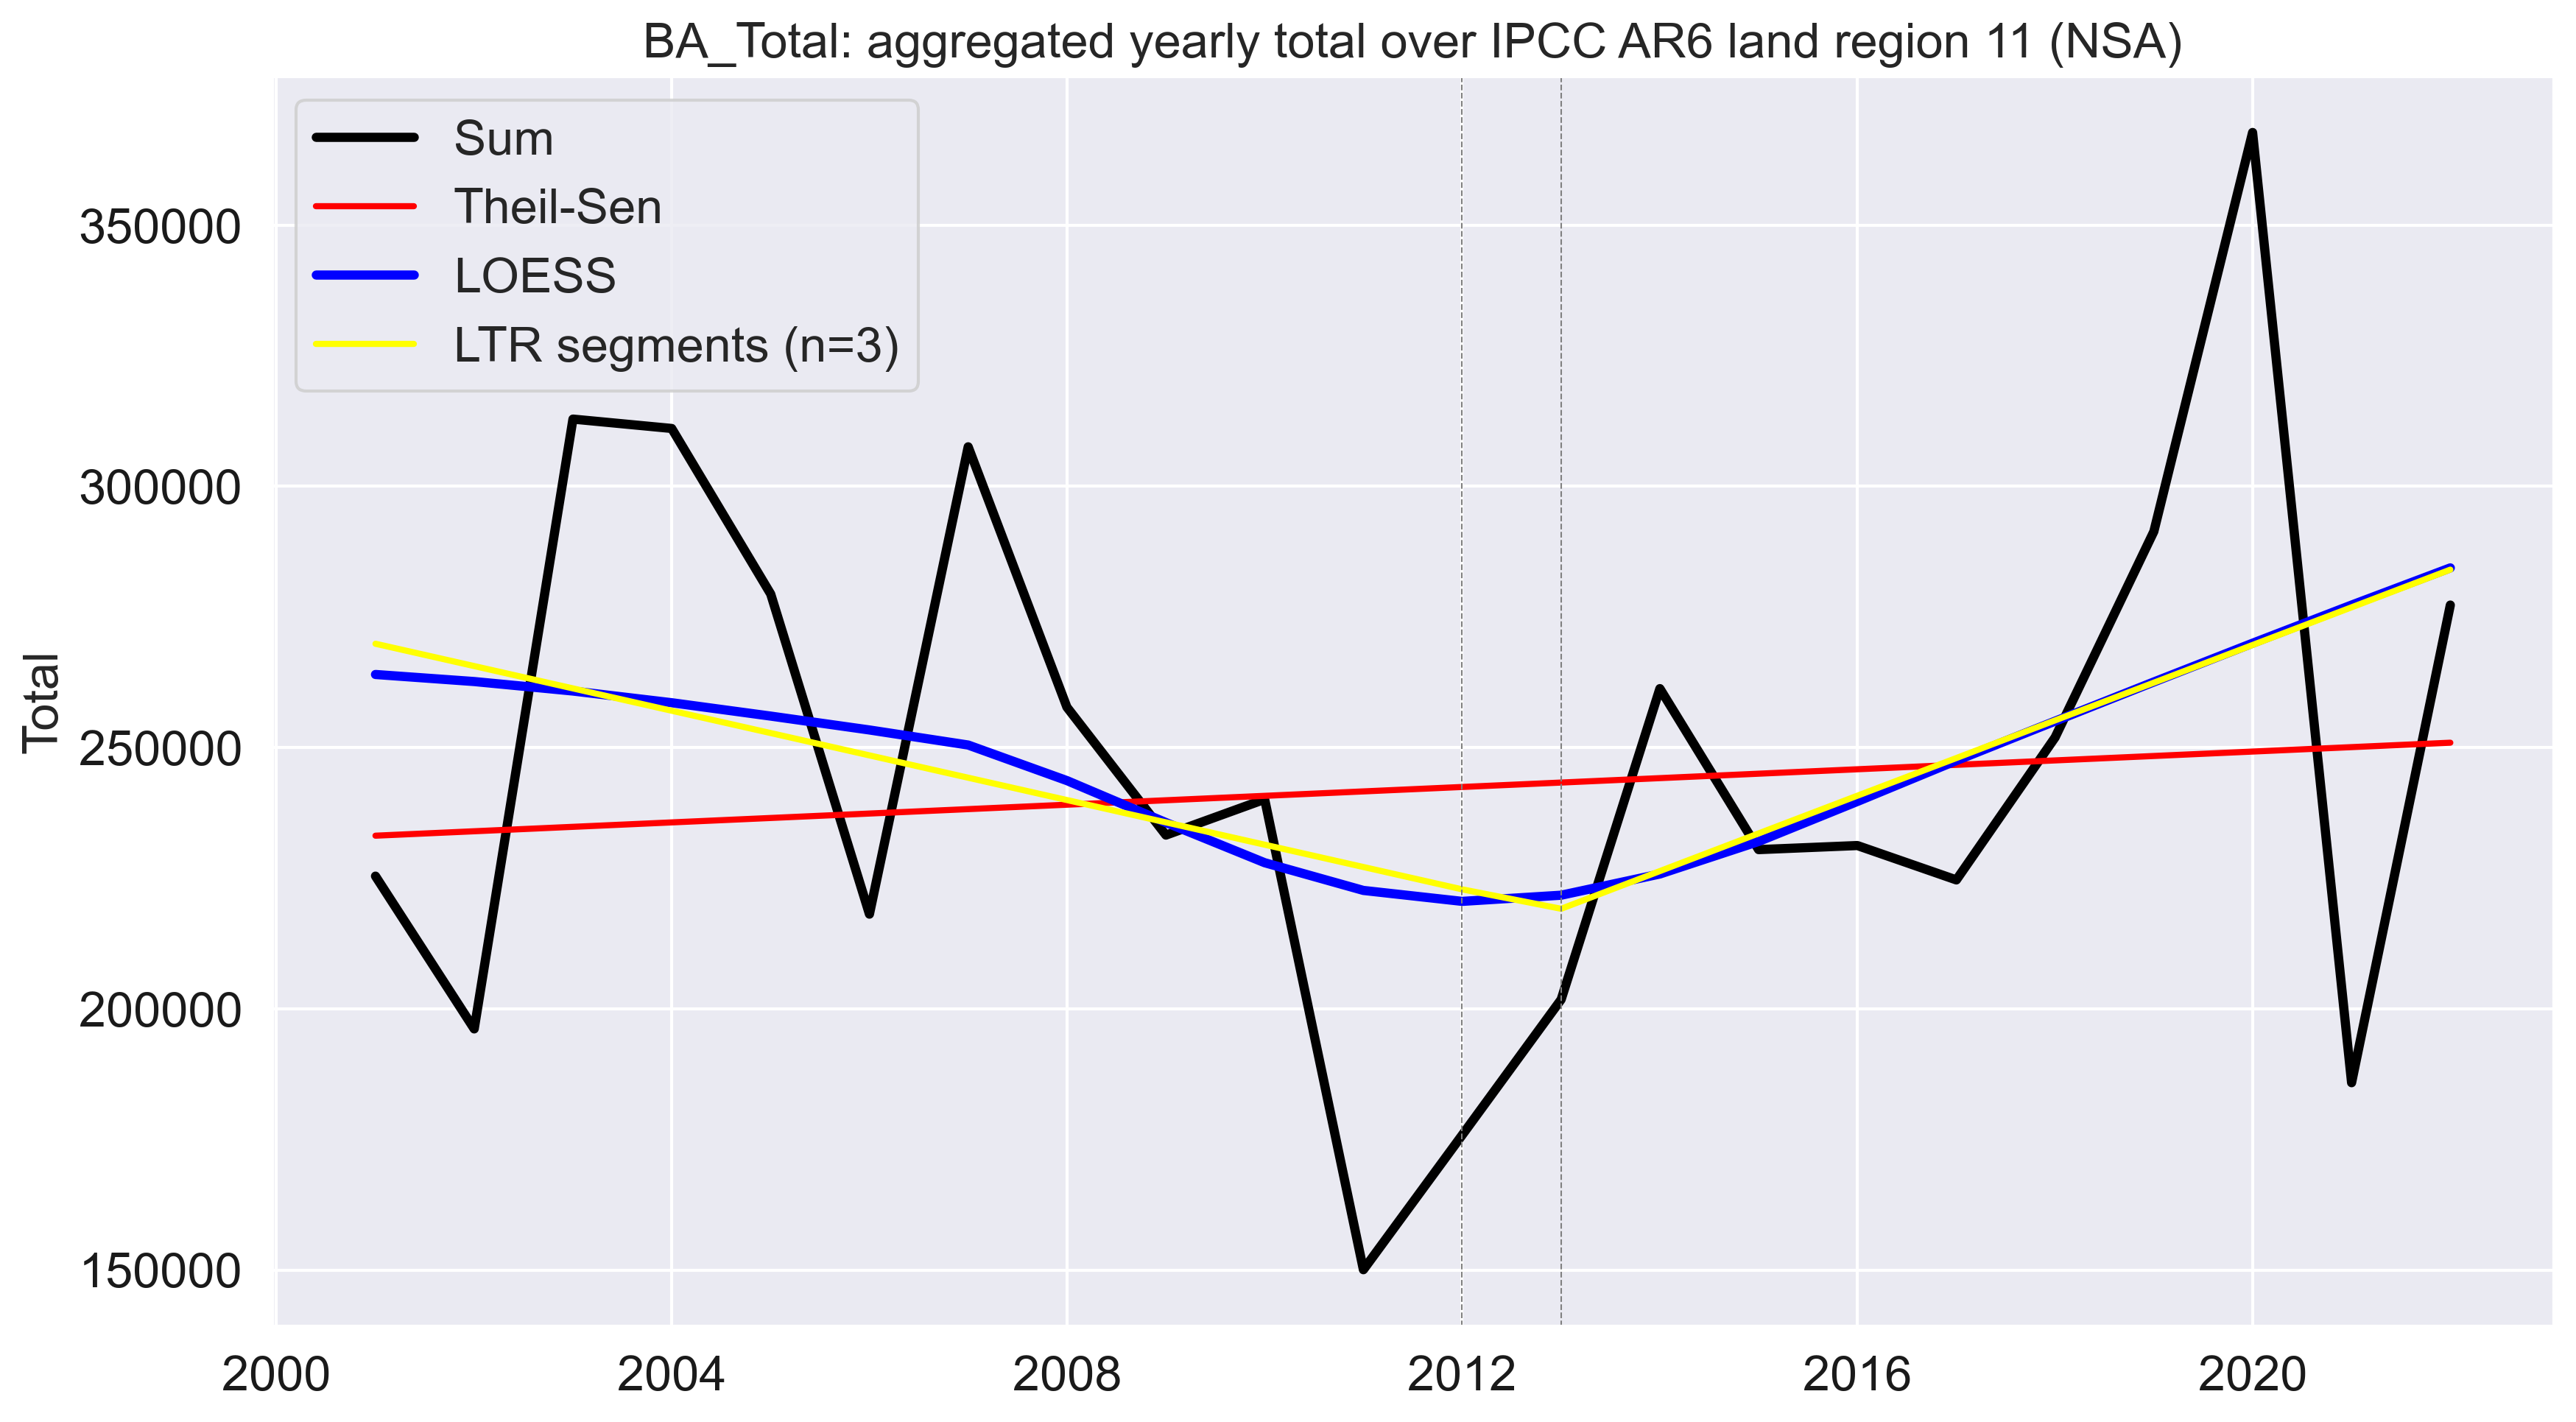 BA_Total: aggregated yearly total over IPCC AR6 land region 11 (NSA)
Sum
Theil-Sen
LOESS
LTR segments (n=3)
Total
350000
300000
250000
200000
150000
2000
2004
2008
2012
2016
2020